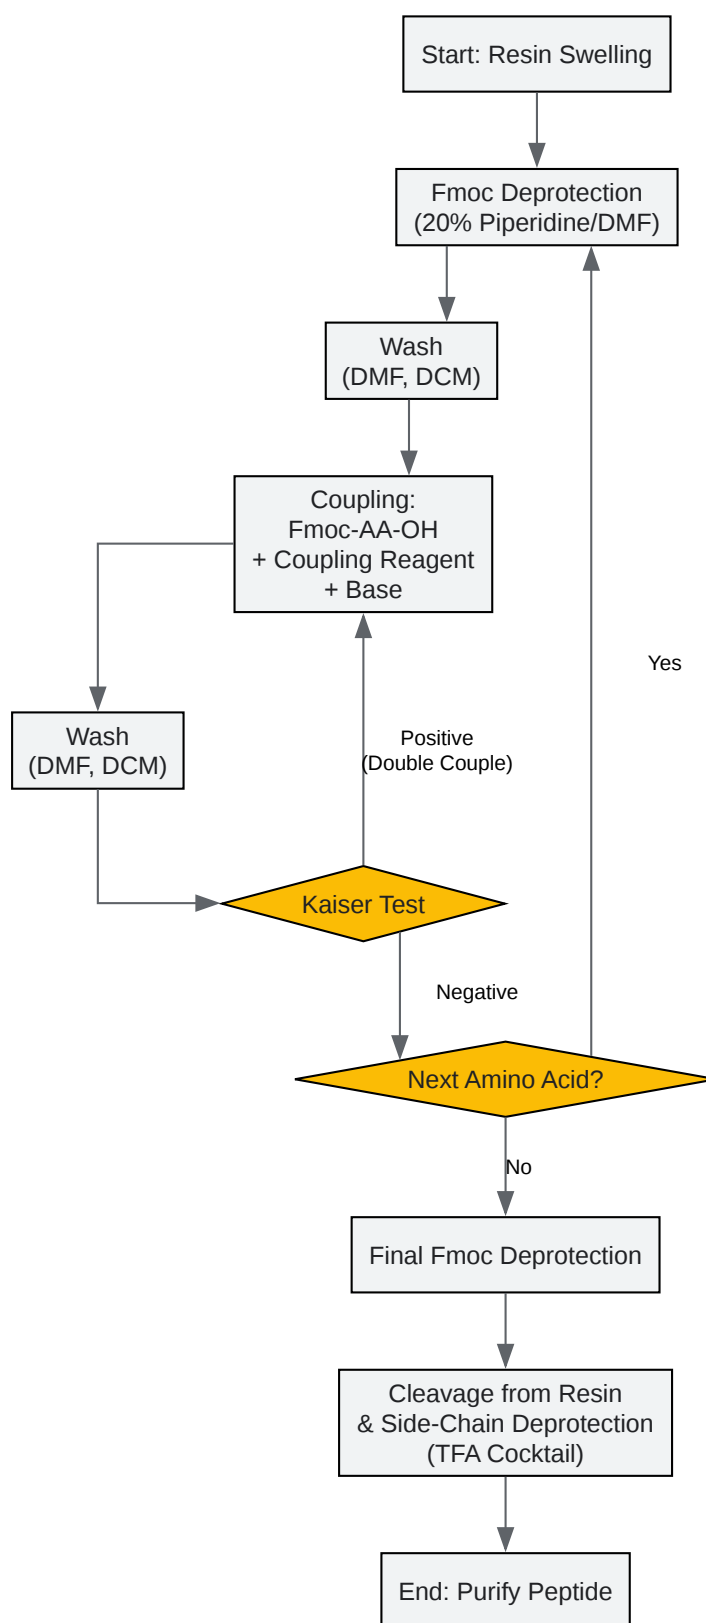 Start: Resin Swelling
Fmoc Deprotection
(20% Piperidine/DMF)
Wash
(DMF, DCM)
Coupling:
Fmoc-AA-OH
+ Coupling Reagent
+ Base
Yes
Wash
(DMF, DCM)
Positive
(Double Couple)
Kaiser Test
Negative
Next Amino Acid?
No
Final Fmoc Deprotection
Cleavage from Resin
& Side-Chain Deprotection
(TFA Cocktail)
End: Purify Peptide